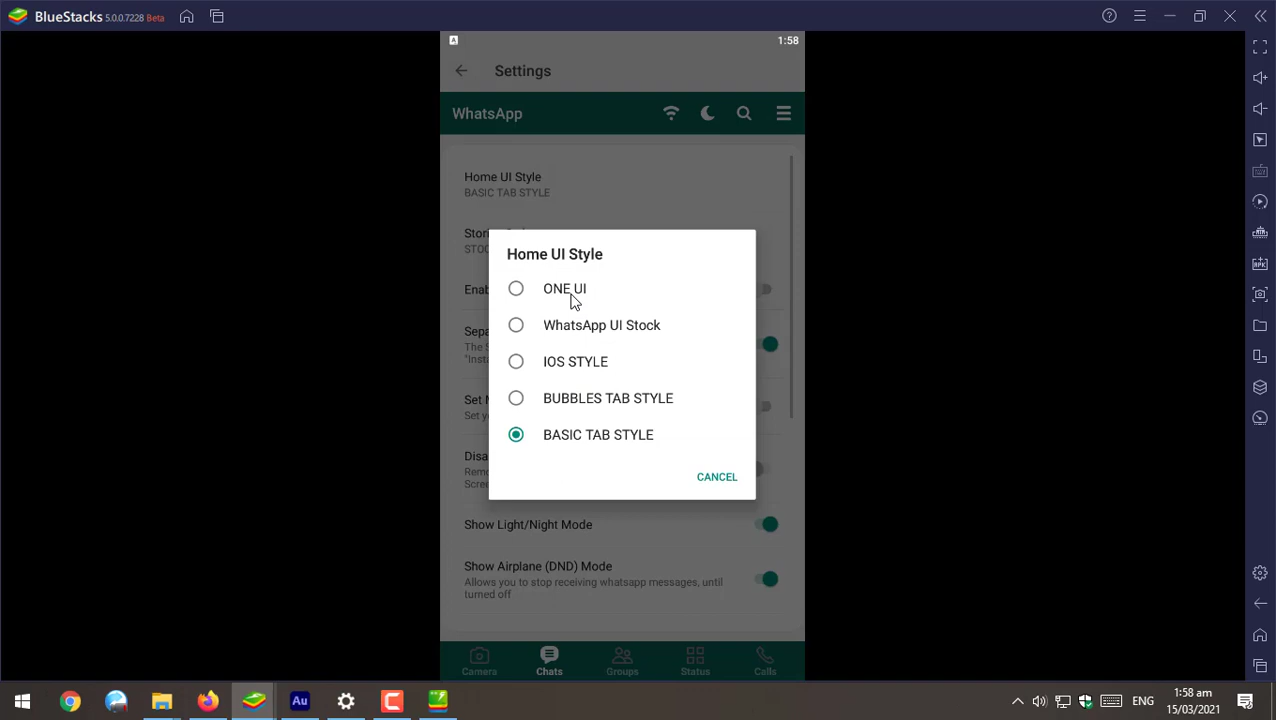 BlueStacks 5.0.0.7228 Beta
A
1:58
Settings
WhatsApp
Home UI Style
BASIC TAB STYLE
Home UI Style
ONE UI
WhatsApp UI Stock
IOS STYLE
BUBBLES TAB STYLE
BASIC TAB STYLE
CANCEL
Show Light/Night Mode
Show Airplane (DND) Mode
Allows you to stop receiving whatsapp messages, until
turned off
Camera
Chats
Groups
Status
Calls
Au
ENG
1:58 am
15/03/2021